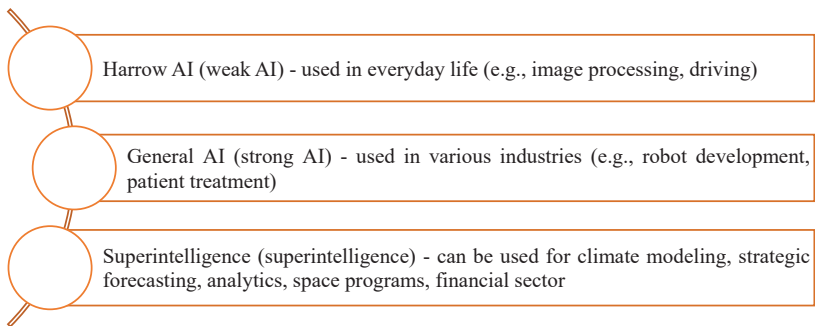 Harrow AI (weak AI) - used in everyday life (e.g., image processing, driving)
General AI (strong AI) - used in various industries (e.g., robot development,
patient treatment)
Superintelligence (superintelligence) - can be used for climate modeling, strategic
forecasting, analytics, space programs, financial sector